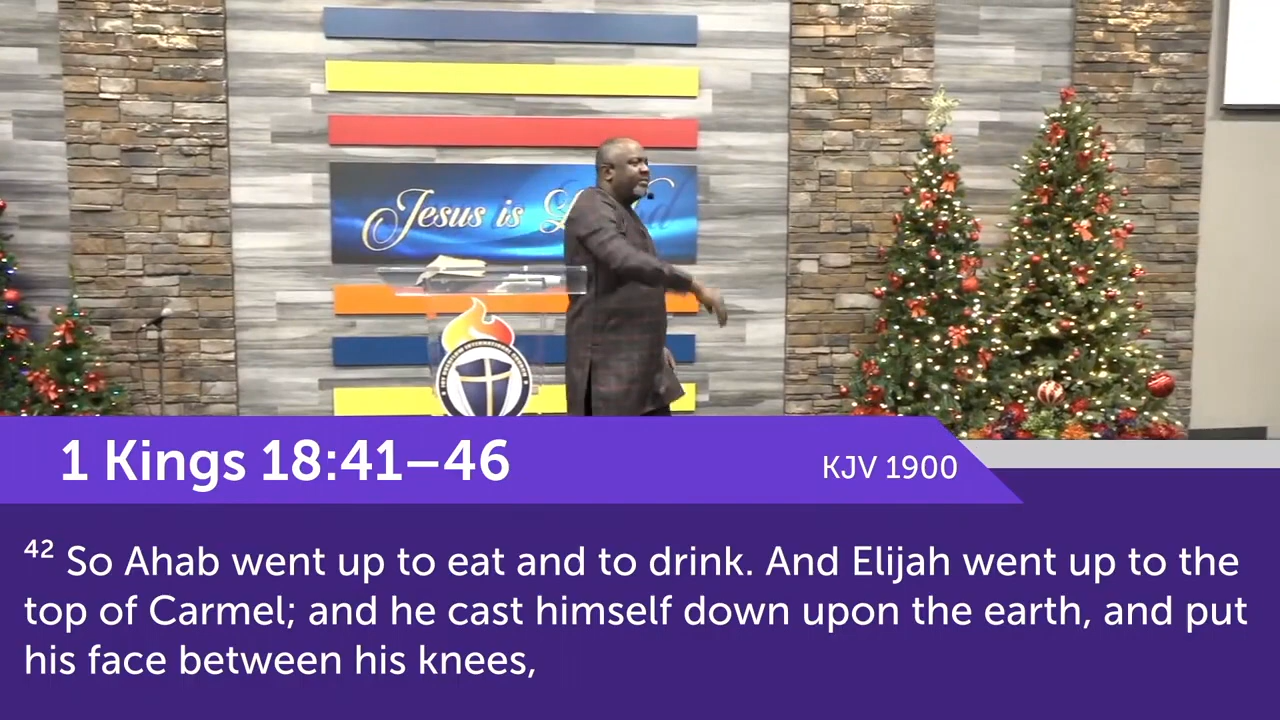 Jesus is
1 Kings 18:41–46
KJV 1900
42 So Ahab went up to eat and to drink. And Elijah went up to the
top of Carmel; and he cast himself down upon the earth, and put
his face between his knees,